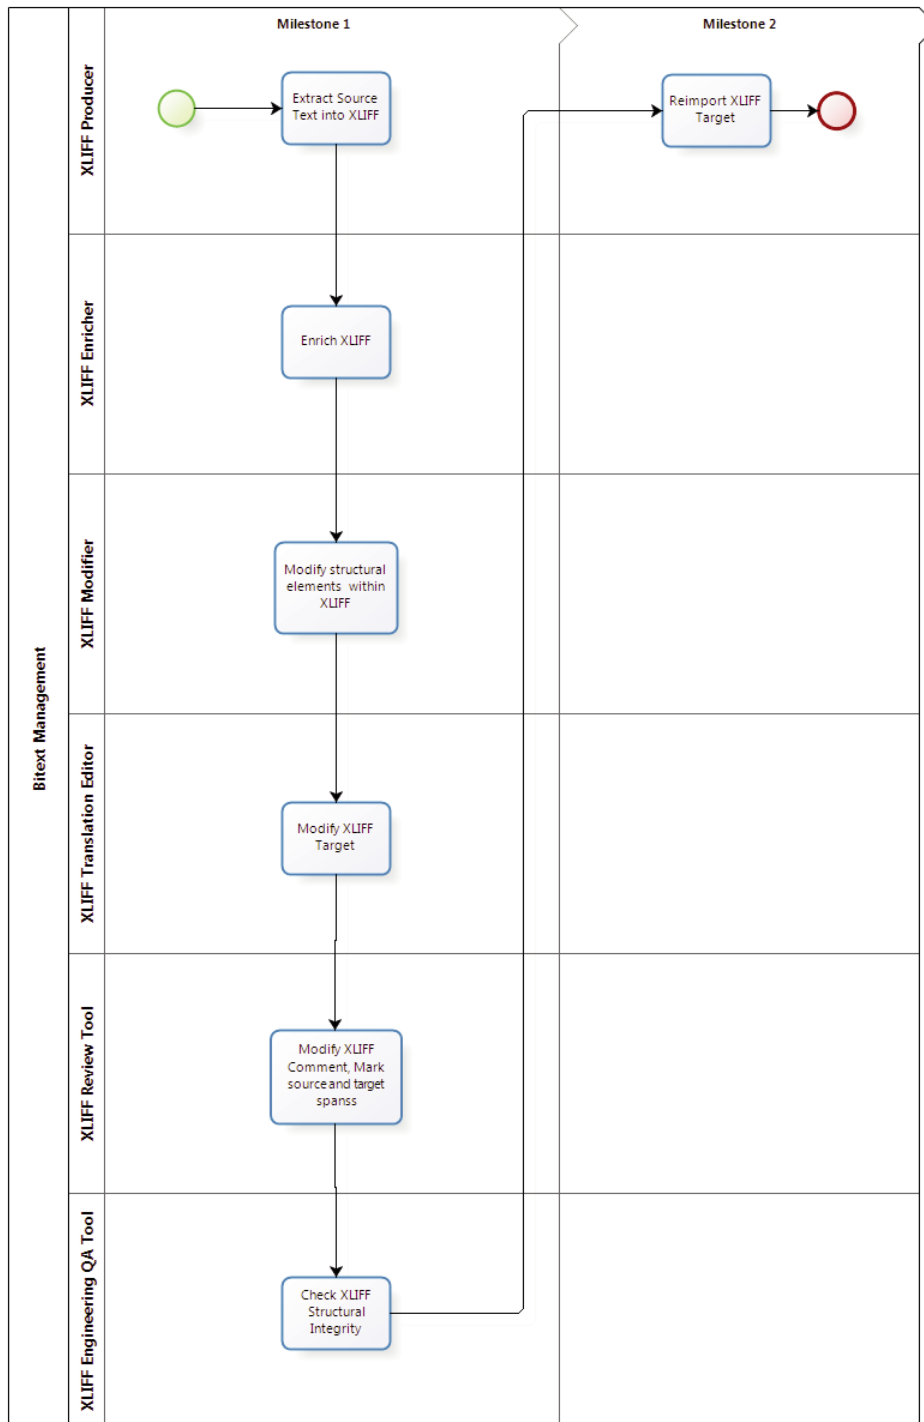 Milestone 1
Milestone 2
Bitext Management
XLIFF Producer
Extract Source
Text into XLIFF
Reimport XLIFF
Target
XLIFF Enricher
Enrich XLIFF
XLIFF Modifier
Modify structural
elements within
XLIFF
XLIFF Translation Editor
Modify XLIFF
Target
XLIFF Review Tool
Modify XLIFF
Comment, Mark
source and target
spanss
XLIFF Engineering QA Tool
Check XLIFF
Structural
Integrity